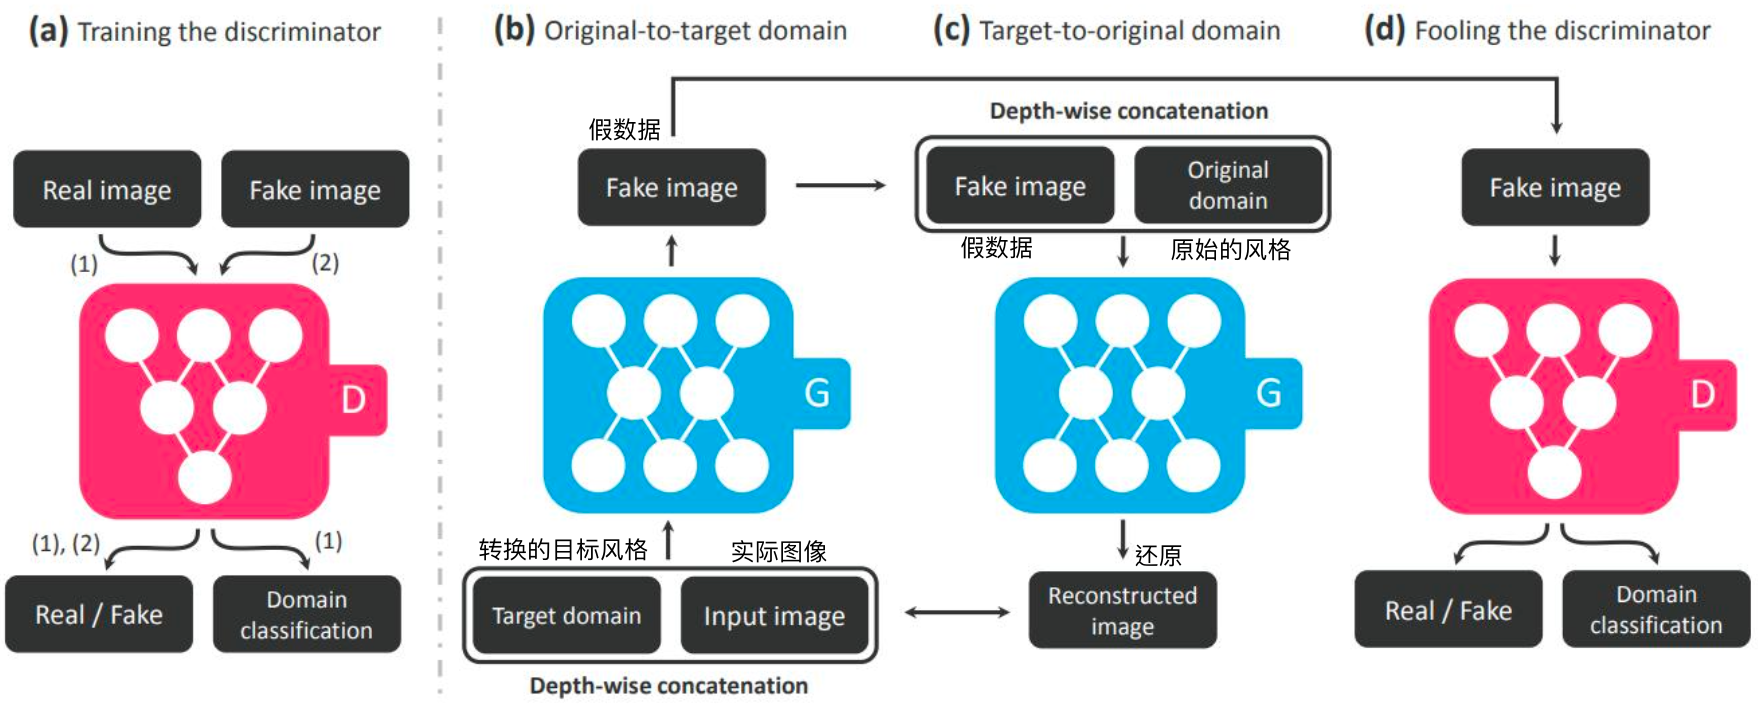 (a) Training the discriminator
Real image
Fake image
(1)
(2)
D
(1), (2)
(1)
Real / Fake
Domain
classification
(b) Original-to-target domain
假数据
Fake image
G
转换的目标风格
实际图像
Target domain
Input image
Depth-wise concatenation
(c) Target-to-original domain
Depth-wise concatenation
Fake image
Original
domain
假数据
原始的风格
G
还原
Reconstructed
image
(d) Fooling the discriminator
Fake image
D
Real / Fake
Domain
classification